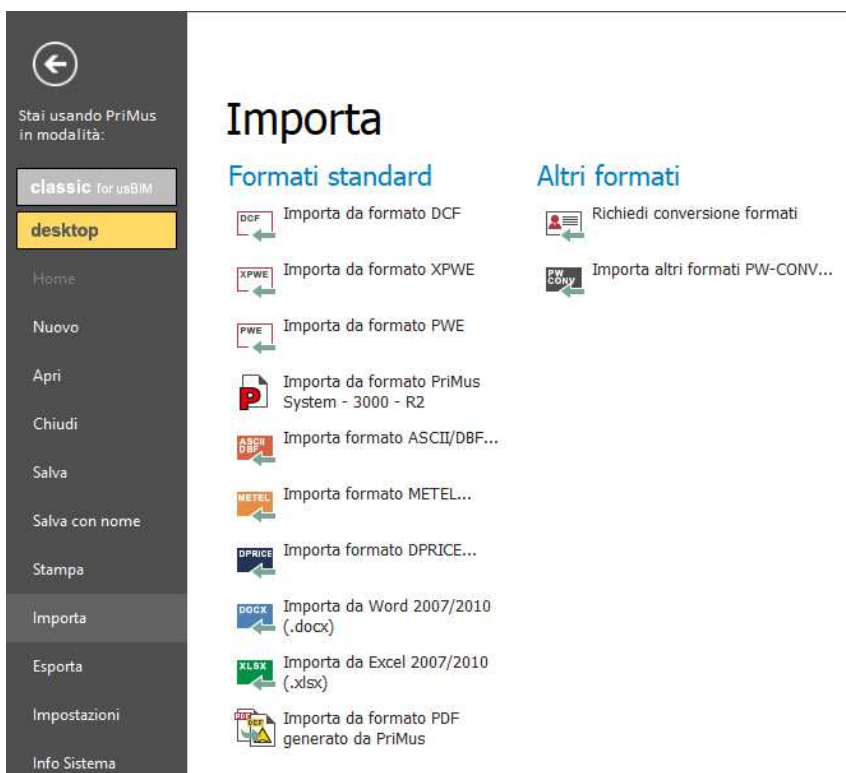 Stai usando PriMus
in modalità:
classic for usBIM
desktop
Home
Nuovo
Apri
Chiudi
Salva
Salva con nome
Stampa
Importa
Esporta
Impostazioni
Info Sistema
Importa
Formati standard
DCF Importa da formato DCF
XPWE Importa da formato XPWE
PWE Importa da formato PWE
P Importa da formato PriMus
System - 3000 - R2
ASCII
DBF Importa formato ASCII/DBF...
METEL Importa formato METEL...
DPRICE Importa formato DPRICE...
DOCX Importa da Word 2007/2010
(.docx)
XLSX Importa da Excel 2007/2010
(.xlsx)
PDF
DCF Importa da formato PDF
generato da PriMus
Altri formati
Richiedi conversione formati
PW
CONV Importa altri formati PW-CONV...